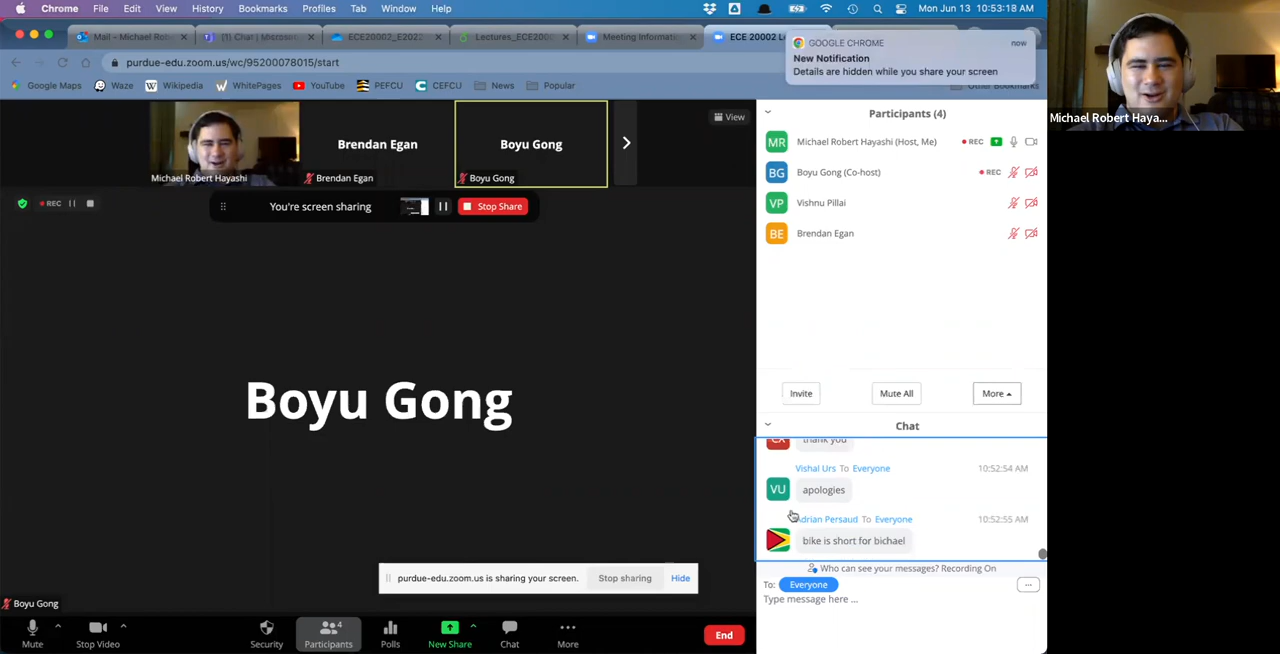 Chrome File Edit View History Bookmarks Profiles Tab Window Help Mon Jun 13 10:53:18 AM
Mail – Michael Rob
(1) Chat | Microsoft
ECE20002_E2022
Lectures_ECE200
Meeting Informati
ECE 20002 Le
purdue-edu.zoom.us/wc/95200078015/start
Google Maps Waze Wikipedia WhitePages YouTube PEFCU CEFCU News Popular Other Bookmarks
GOOGLE CHROME now
New Notification
Details are hidden while you share your screen
Michael Robert Haya...
View
Brendan Egan
Boyu Gong
Michael Robert Hayashi
Brendan Egan
Boyu Gong
REC
You're screen sharing
Stop Share
Boyu Gong
purdue-edu.zoom.us is sharing your screen. Stop sharing Hide
Boyu Gong
Participants (4)
MR Michael Robert Hayashi (Host, Me) REC
BG Boyu Gong (Co-host) REC
VP Vishnu Pillai
BE Brendan Egan
Invite Mute All More
Chat
thank you
Vishal Urs To Everyone 10:52:54 AM
VU apologies
Adrian Persaud To Everyone 10:52:55 AM
bike is short for bichael
Who can see your messages? Recording On
To: Everyone ...
Type message here ...
Mute Stop Video Security Participants 4 Polls New Share Chat More End